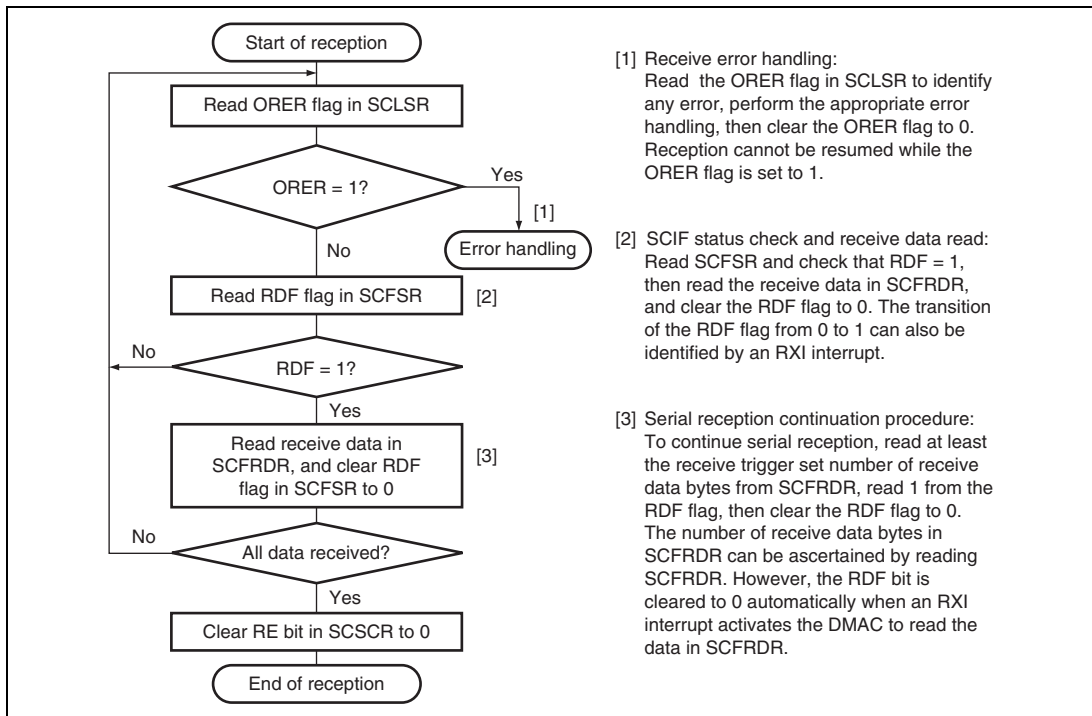 Start of reception
Read ORER flag in SCLSR
ORER = 1?
Yes
[1]
Error handling
No
Read RDF flag in SCFSR
[2]
No
RDF = 1?
Yes
Read receive data in
SCFRDR, and clear RDF
flag in SCFSR to 0
[3]
No
All data received?
Yes
Clear RE bit in SCSCR to 0
End of reception
[1] Receive error handling:
Read the ORER flag in SCLSR to identify
any error, perform the appropriate error
handling, then clear the ORER flag to 0.
Reception cannot be resumed while the
ORER flag is set to 1.
[2] SCIF status check and receive data read:
Read SCFSR and check that RDF = 1,
then read the receive data in SCFRDR,
and clear the RDF flag to 0. The transition
of the RDF flag from 0 to 1 can also be
identified by an RXI interrupt.
[3] Serial reception continuation procedure:
To continue serial reception, read at least
the receive trigger set number of receive
data bytes from SCFRDR, read 1 from the
RDF flag, then clear the RDF flag to 0.
The number of receive data bytes in
SCFRDR can be ascertained by reading
SCFRDR. However, the RDF bit is
cleared to 0 automatically when an RXI
interrupt activates the DMAC to read the
data in SCFRDR.